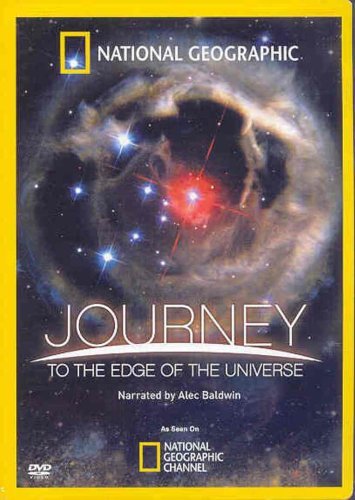 NATIONAL GEOGRAPHIC
JOURNEY
TO THE EDGE OF THE UNIVERSE
Narrated by Alec Baldwin
As Seen On
NATIONAL
GEOGRAPHIC
CHANNEL
DVD
VIDEO